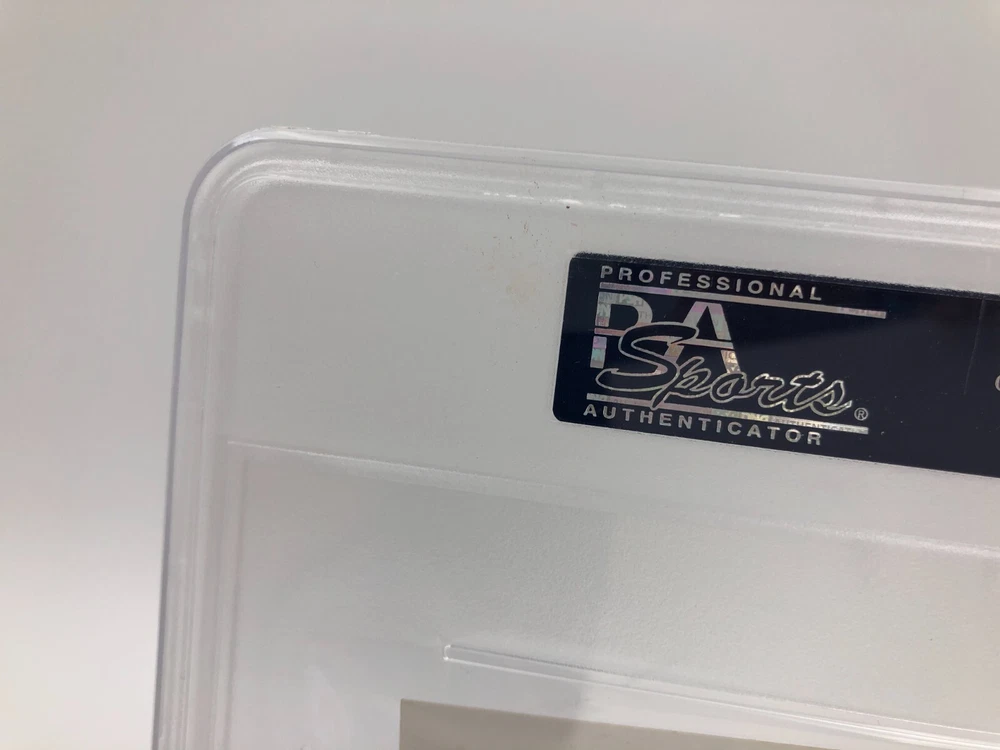 PROFESSIONAL
PSA
Sports
®
AUTHENTICATOR